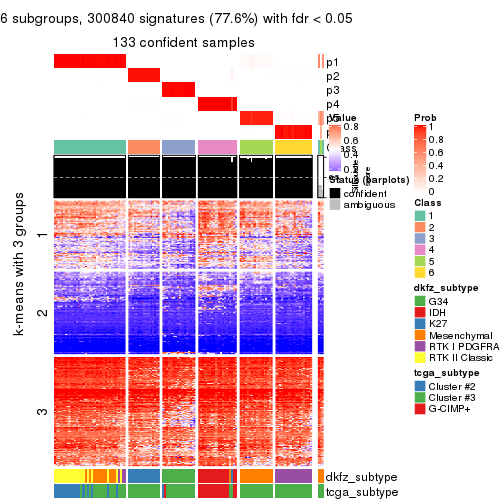 6 subgroups, 300840 signatures (77.6%) with fdr < 0.05
133 confident samples
p1
p2
p3
p4
k-means with 3 groups
1
2
3
Value
0.8
0.6
0.4
0.2
Status (barplots)
confident
ambiguous
Prob
1
0.8
0.6
0.4
0.2
0
Class
1
2
3
4
5
6
dkfz_subtype
G34
IDH
K27
Mesenchymal
RTK I PDGFRA
RTK II Classic
tcga_subtype
Cluster #2
Cluster #3
G-CIMP+
dkfz_subtype
tcga_subtype